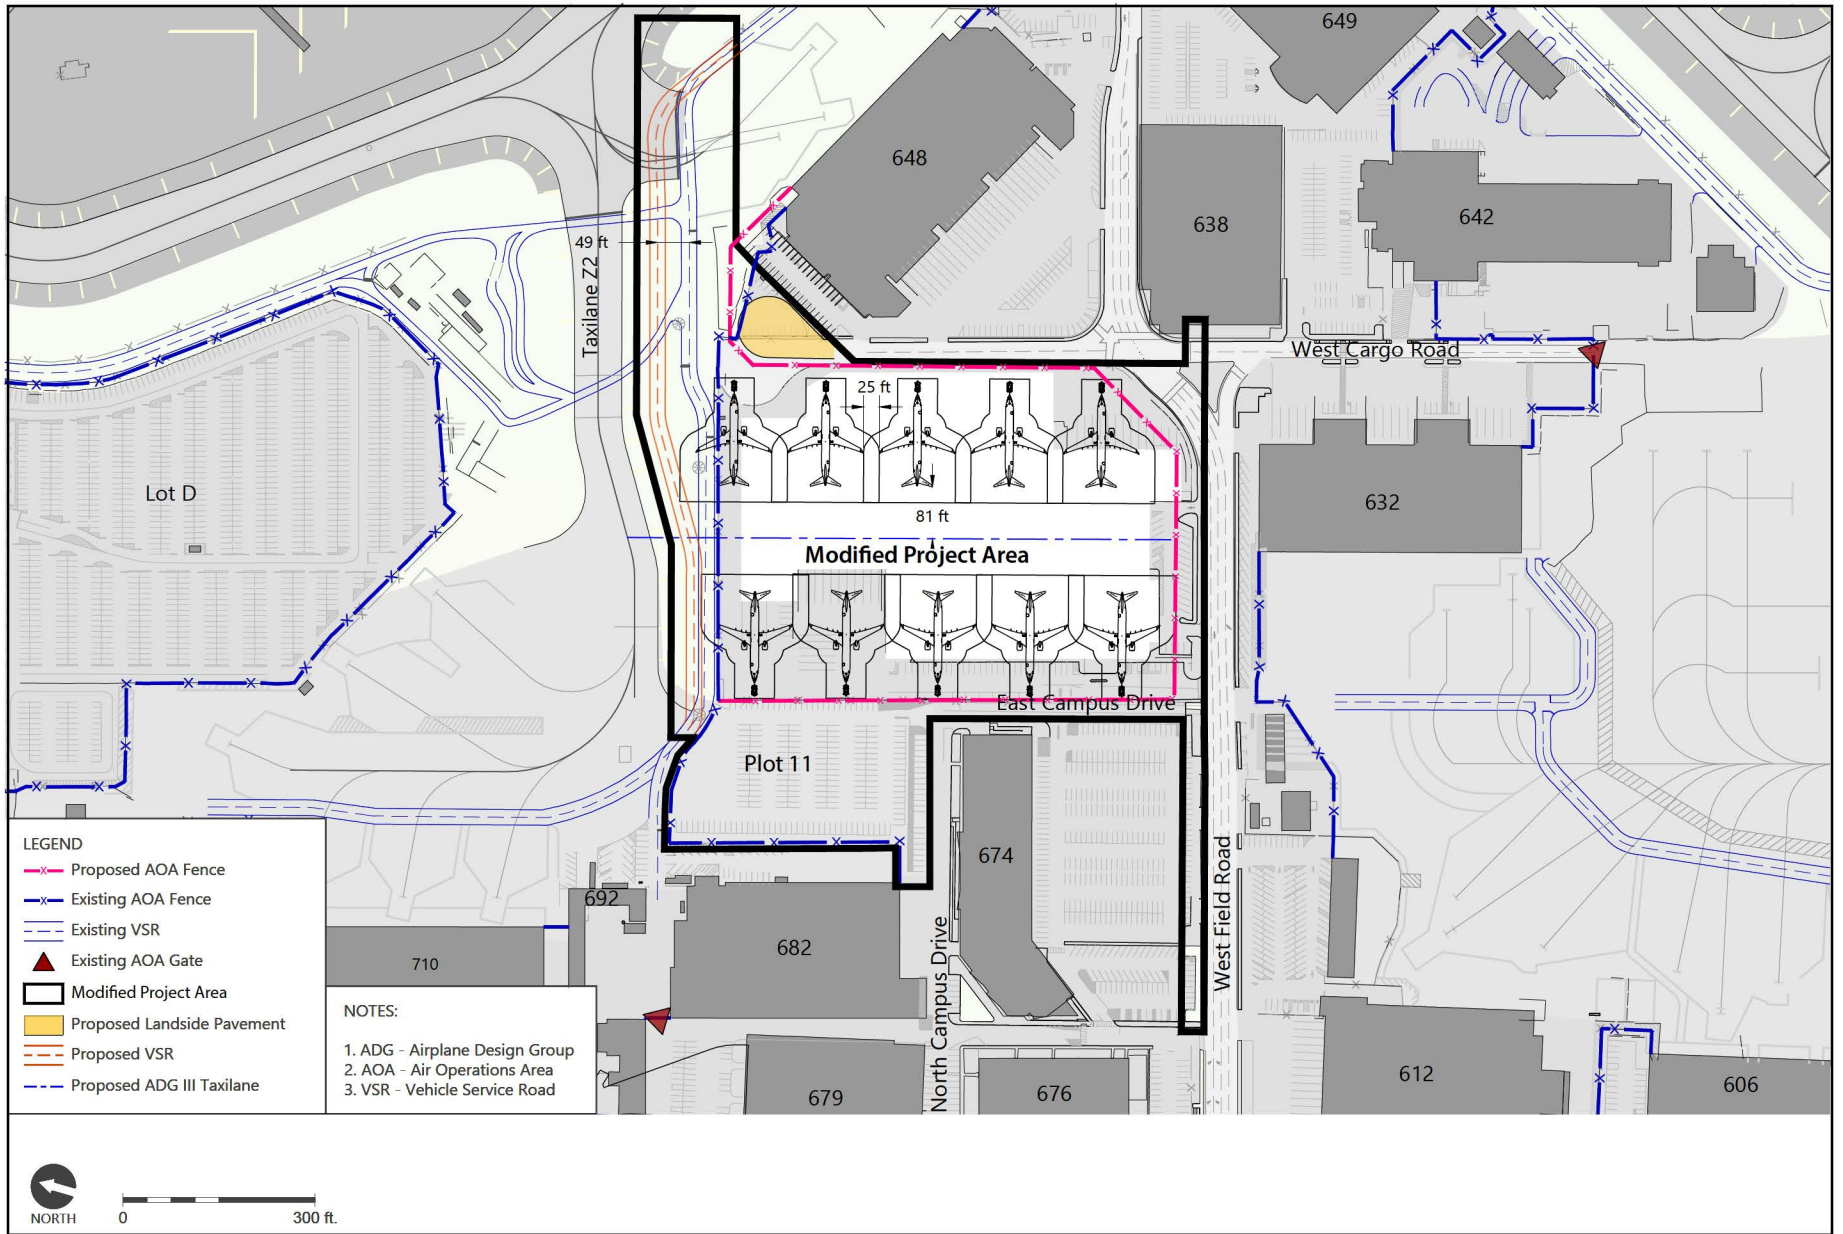 649
648
638
642
49 ft
Taxilane Z2
West Cargo Road
25 ft
Lot D
632
81 ft
Modified Project Area
East Campus Drive
Plot 11
674
West Field Road
692
682
710
North Campus Drive
679
676
612
606
LEGEND
Proposed AOA Fence
Existing AOA Fence
Existing VSR
Existing AOA Gate
Modified Project Area
Proposed Landside Pavement
Proposed VSR
Proposed ADG III Taxilane
NOTES:
1. ADG - Airplane Design Group
2. AOA - Air Operations Area
3. VSR - Vehicle Service Road
NORTH
0 300 ft.